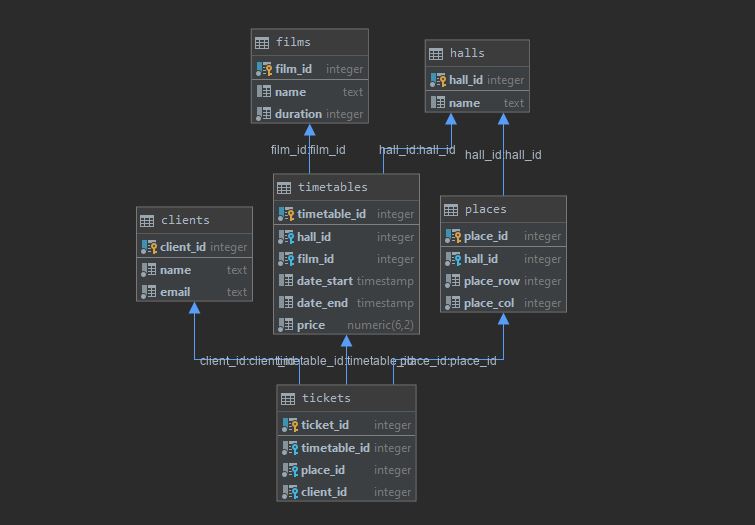 films
film_id integer
name text
duration integer
halls
hall_id integer
name text
film_id:film_id
hall_id:hall_id
hall_id:hall_id
timetables
timetable_id integer
hall_id integer
film_id integer
date_start timestamp
date_end timestamp
price numeric(6,2)
clients
client_id integer
name text
email text
places
place_id integer
hall_id integer
place_row integer
place_col integer
client_id:client_id
timetable_id:timetable_id
place_id:place_id
tickets
ticket_id integer
timetable_id integer
place_id integer
client_id integer